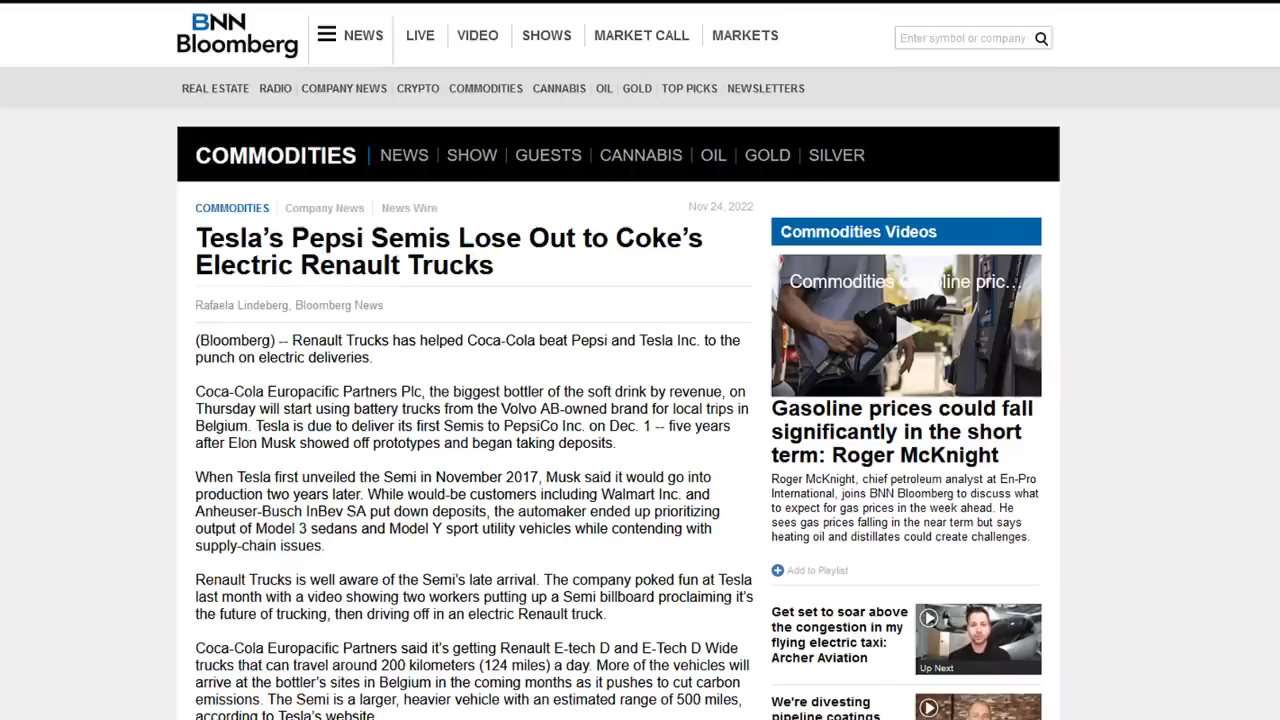 BNN
Bloomberg
NEWS
LIVE
VIDEO
SHOWS
MARKET CALL
MARKETS
Enter symbol or company
REAL ESTATE
RADIO
COMPANY NEWS
CRYPTO
COMMODITIES
CANNABIS
OIL
GOLD
TOP PICKS
NEWSLETTERS
COMMODITIES
NEWS
SHOW
GUESTS
CANNABIS
OIL
GOLD
SILVER
COMMODITIES
Company News
News Wire
Nov 24, 2022
Tesla’s Pepsi Semis Lose Out to Coke’s
Electric Renault Trucks
Rafaela Lindeberg, Bloomberg News
(Bloomberg) -- Renault Trucks has helped Coca-Cola beat Pepsi and Tesla Inc. to the
punch on electric deliveries.
Coca-Cola Europacific Partners Plc, the biggest bottler of the soft drink by revenue, on
Thursday will start using battery trucks from the Volvo AB-owned brand for local trips in
Belgium. Tesla is due to deliver its first Semis to PepsiCo Inc. on Dec. 1 -- five years
after Elon Musk showed off prototypes and began taking deposits.
When Tesla first unveiled the Semi in November 2017, Musk said it would go into
production two years later. While would-be customers including Walmart Inc. and
Anheuser-Busch InBev SA put down deposits, the automaker ended up prioritizing
output of Model 3 sedans and Model Y sport utility vehicles while contending with
supply-chain issues.
Renault Trucks is well aware of the Semi’s late arrival. The company poked fun at Tesla
last month with a video showing two workers putting up a Semi billboard proclaiming it’s
the future of trucking, then driving off in an electric Renault truck.
Coca-Cola Europacific Partners said it’s getting Renault E-tech D and E-Tech D Wide
trucks that can travel around 200 kilometers (124 miles) a day. More of the vehicles will
arrive at the bottler’s sites in Belgium in the coming months as it pushes to cut carbon
emissions. The Semi is a larger, heavier vehicle with an estimated range of 500 miles,
according to Tesla’s website.
Commodities Videos
Commodities Gasoline pric...
Gasoline prices could fall
significantly in the short
term: Roger McKnight
Roger McKnight, chief petroleum analyst at En-Pro
International, joins BNN Bloomberg to discuss what
to expect for gas prices in the week ahead. He
sees gas prices falling in the near term but says
heating oil and distillates could create challenges.
Add to Playlist
Get set to soar above
the congestion in my
flying electric taxi:
Archer Aviation
Up Next
We're divesting
pipeline coatings